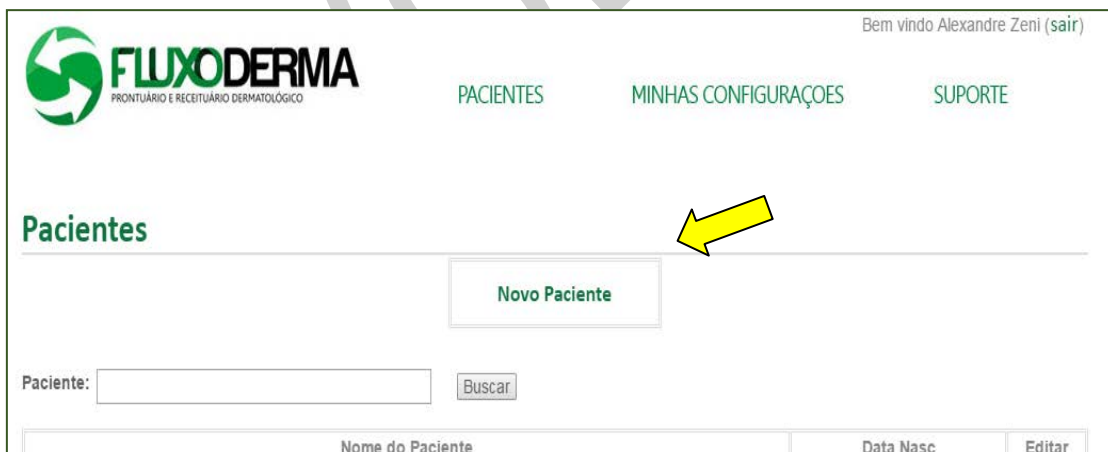 Bem vindo Alexandre Zeni (sair)
FLUXODERMA
PRONTUÁRIO E RECEITUÁRIO DERMATOLÓGICO
PACIENTES MINHAS CONFIGURAÇOES SUPORTE
Pacientes
Novo Paciente
Paciente: Buscar
Nome do Paciente Data Nasc Editar